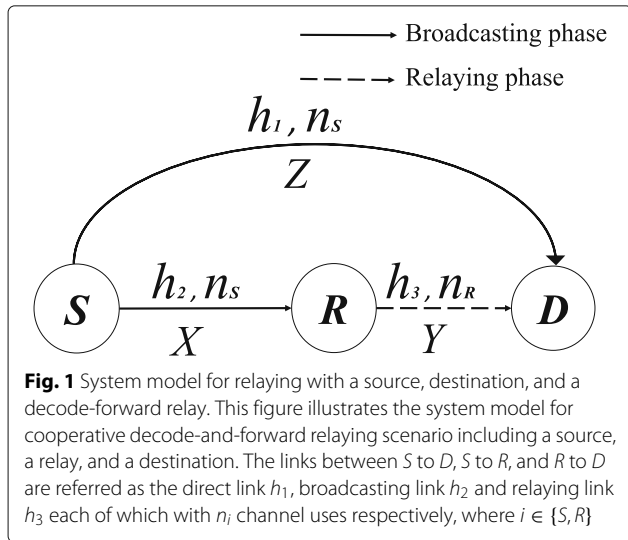 Broadcasting phase
Relaying phase
h₁, nₛ
Z
h₂, nₛ
h₃, n_R
S
R
D
X
Y
Fig. 1 System model for relaying with a source, destination, and a
decode-forward relay. This figure illustrates the system model for
cooperative decode-and-forward relaying scenario including a source,
a relay, and a destination. The links between S to D, S to R, and R to D
are referred as the direct link h₁, broadcasting link h₂ and relaying link
h₃ each of which with nᵢ channel uses respectively, where i ∈ {S, R}